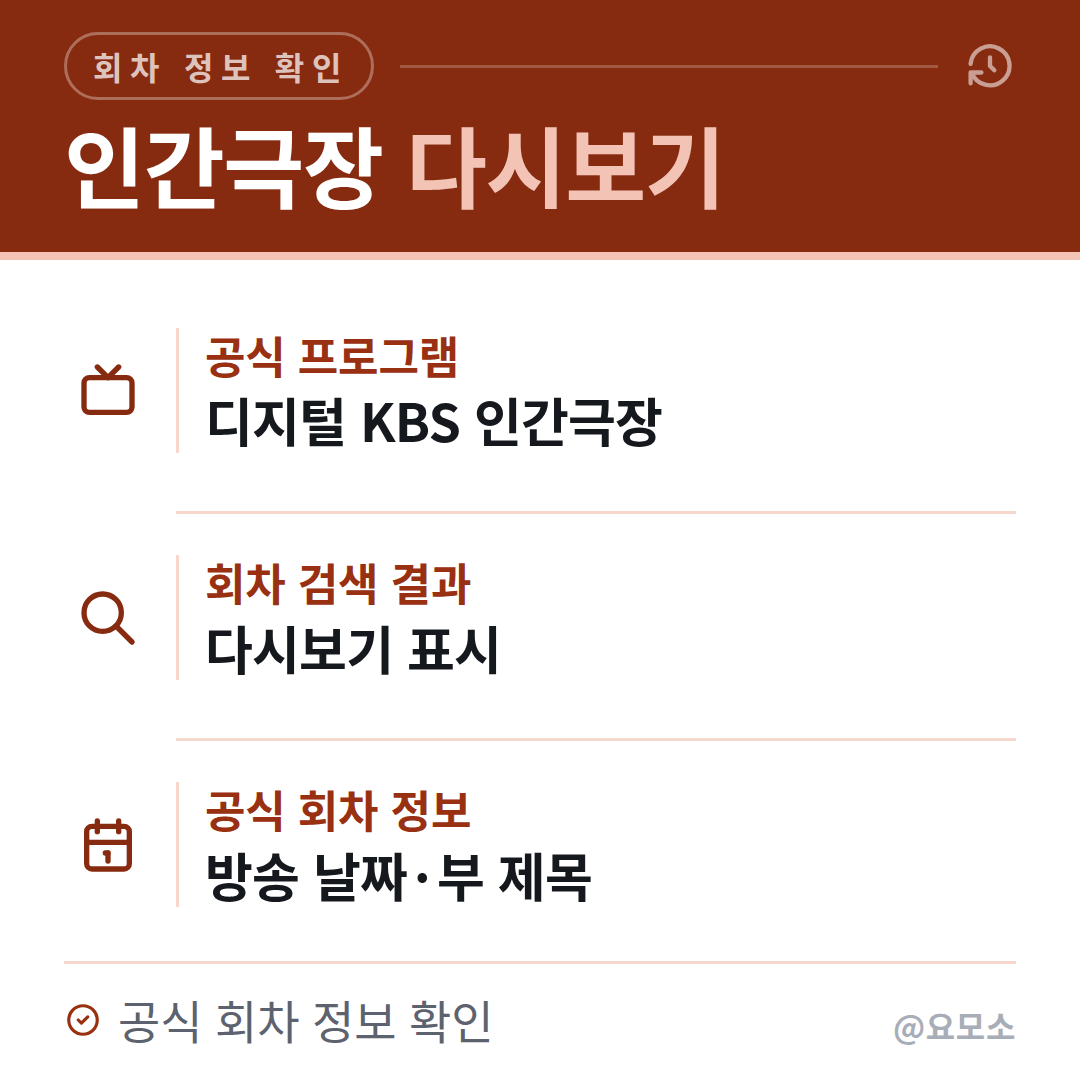 회차 정보 확인
인간극장 다시보기
공식 프로그램
디지털 KBS 인간극장
회차 검색 결과
다시보기 표시
공식 회차 정보
방송 날짜·부 제목
공식 회차 정보 확인
@요모소